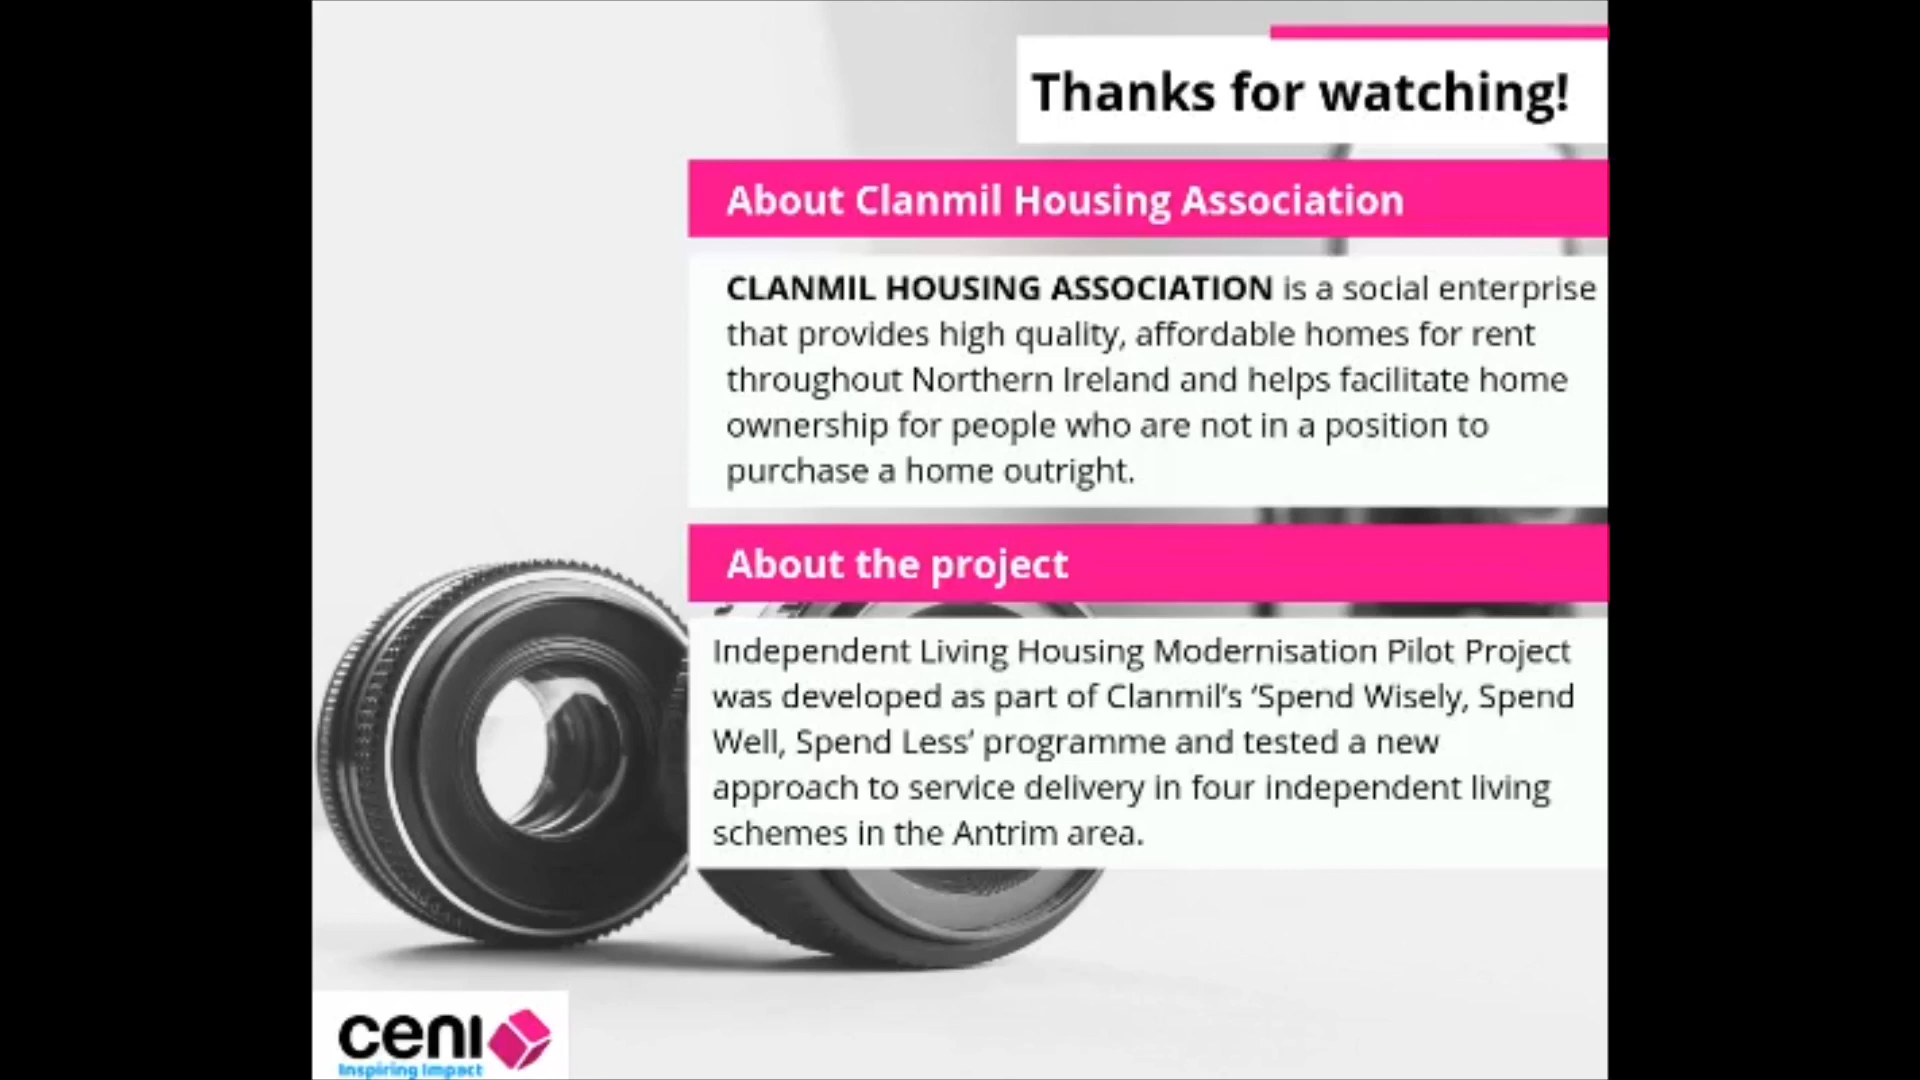 Thanks for watching!
About Clanmil Housing Association
CLANMIL HOUSING ASSOCIATION is a social enterprise
that provides high quality, affordable homes for rent
throughout Northern Ireland and helps facilitate home
ownership for people who are not in a position to
purchase a home outright.
About the project
Independent Living Housing Modernisation Pilot Project
was developed as part of Clanmil’s ‘Spend Wisely, Spend
Well, Spend Less’ programme and tested a new
approach to service delivery in four independent living
schemes in the Antrim area.
ceni
Inspiring Impact